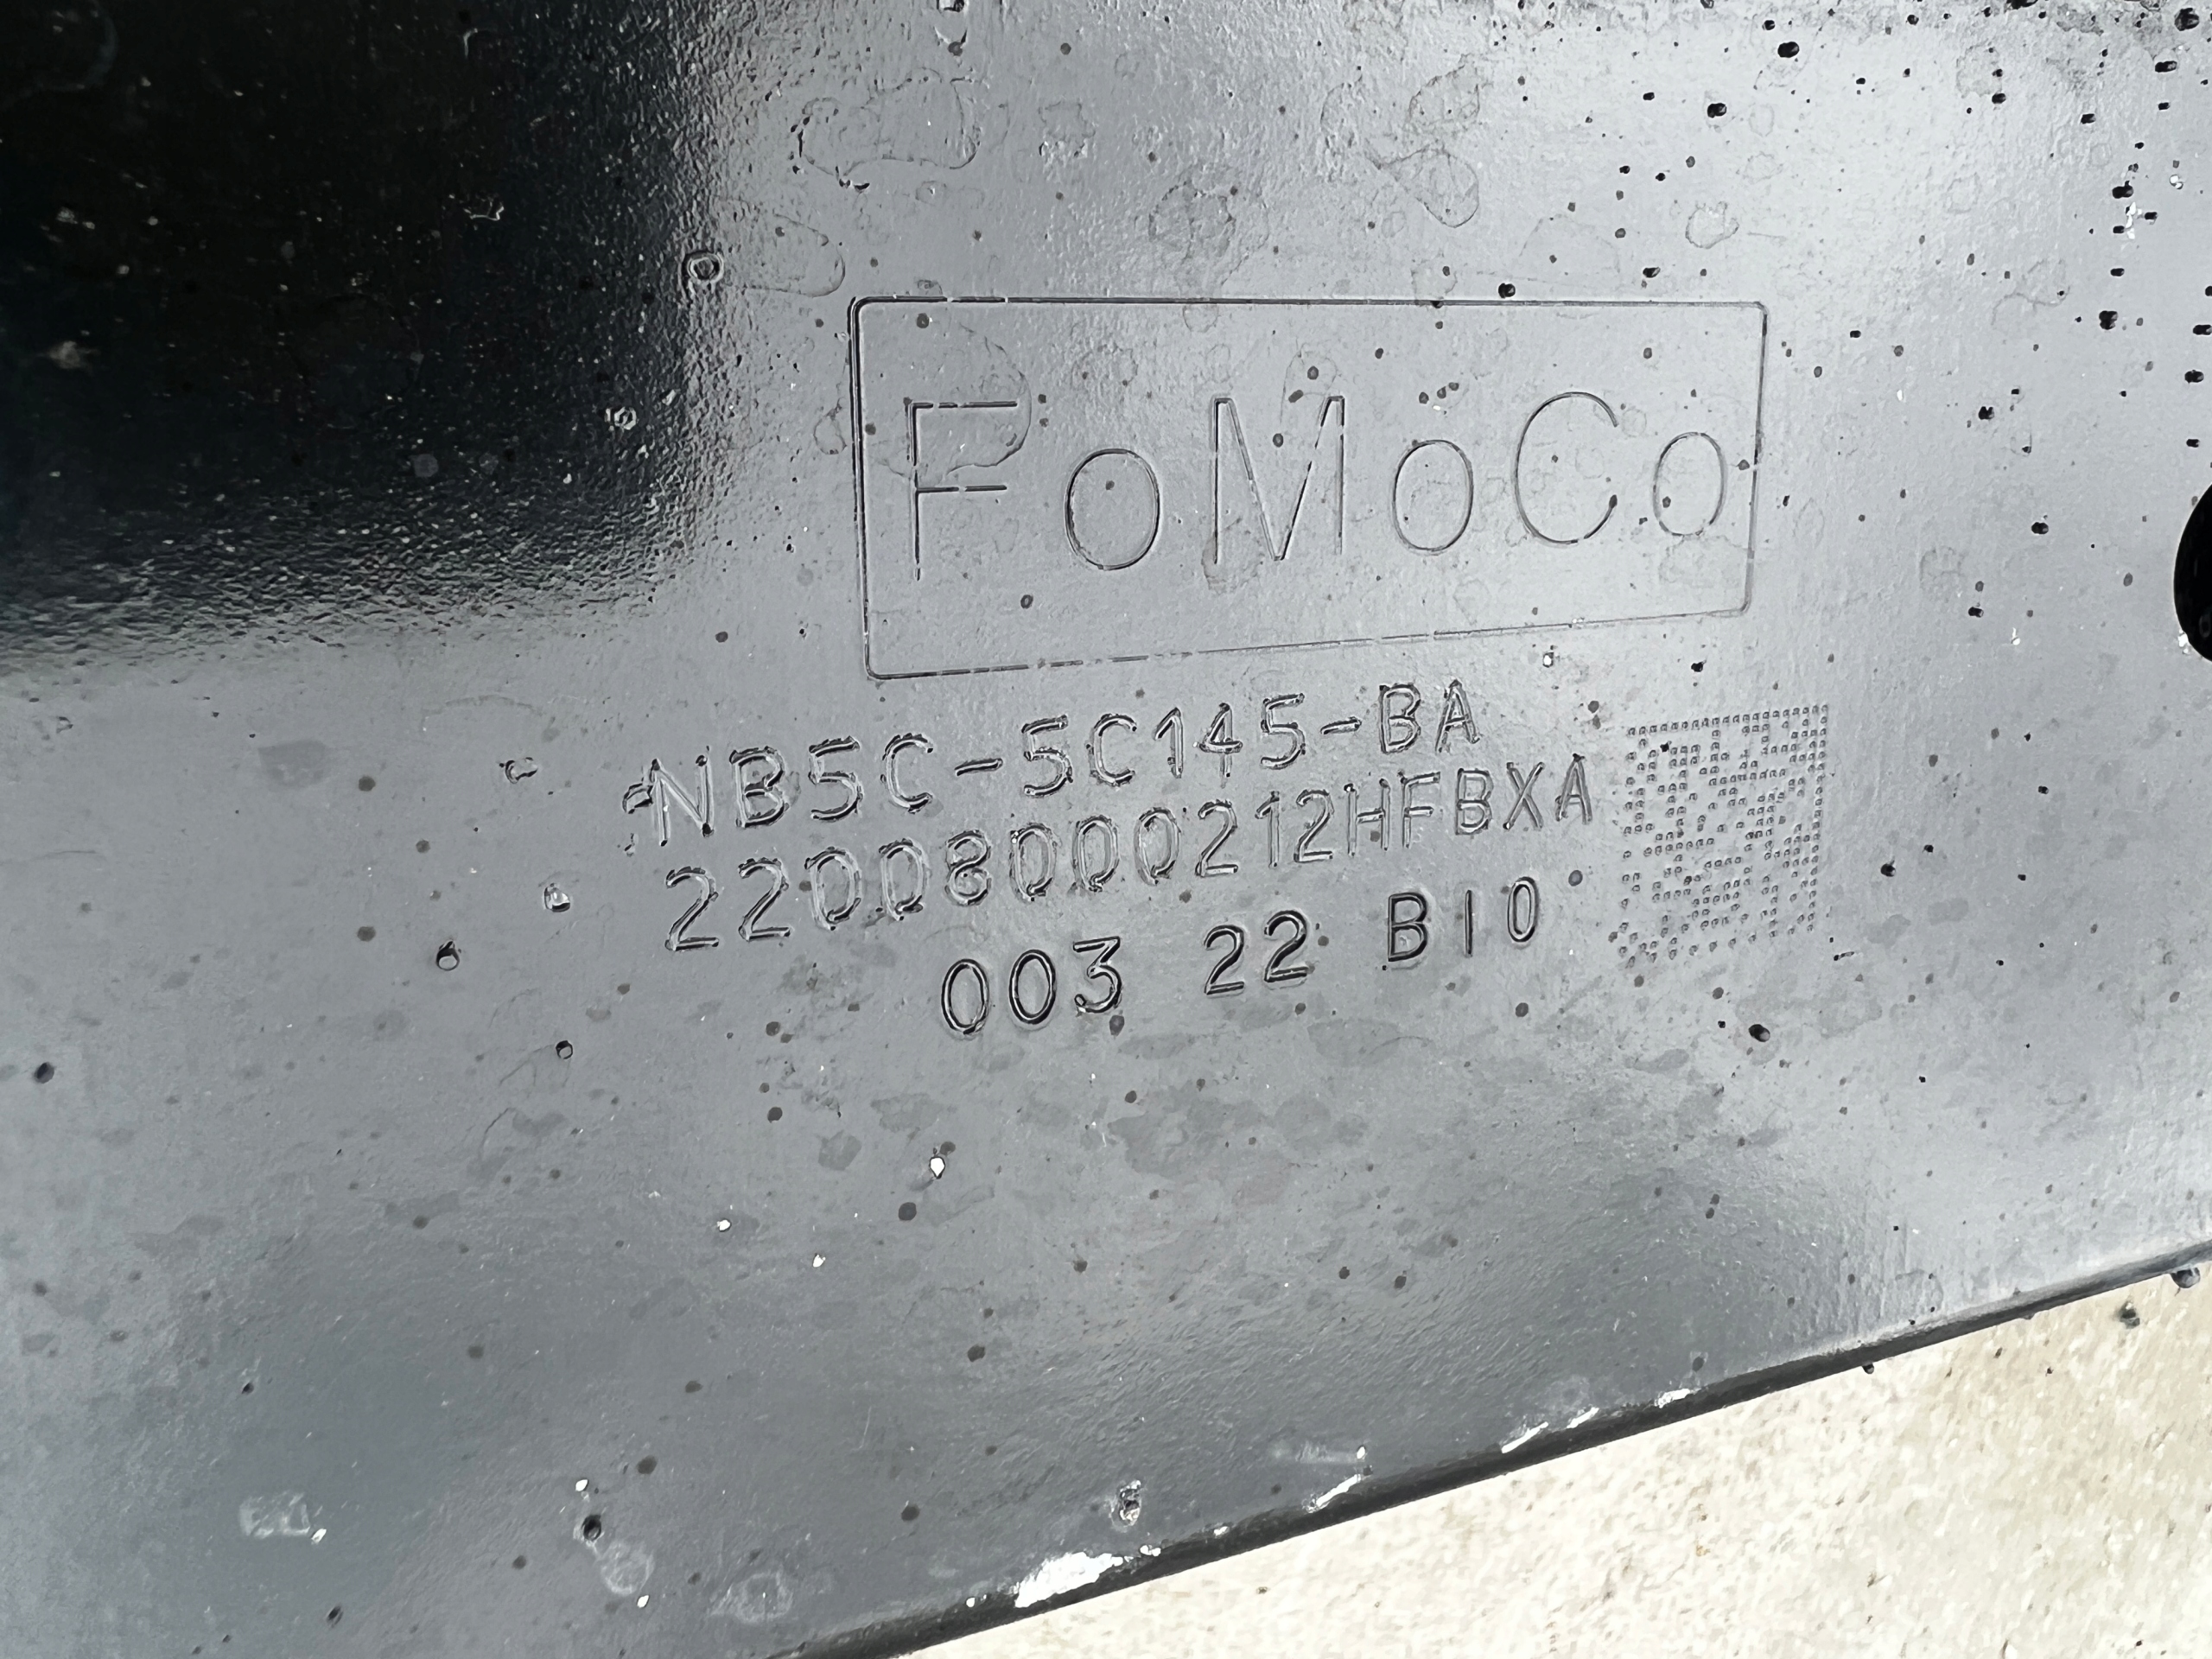 FoMoCo
NB5C-5C145-BA
22008000212HFBXA
003 22 B10